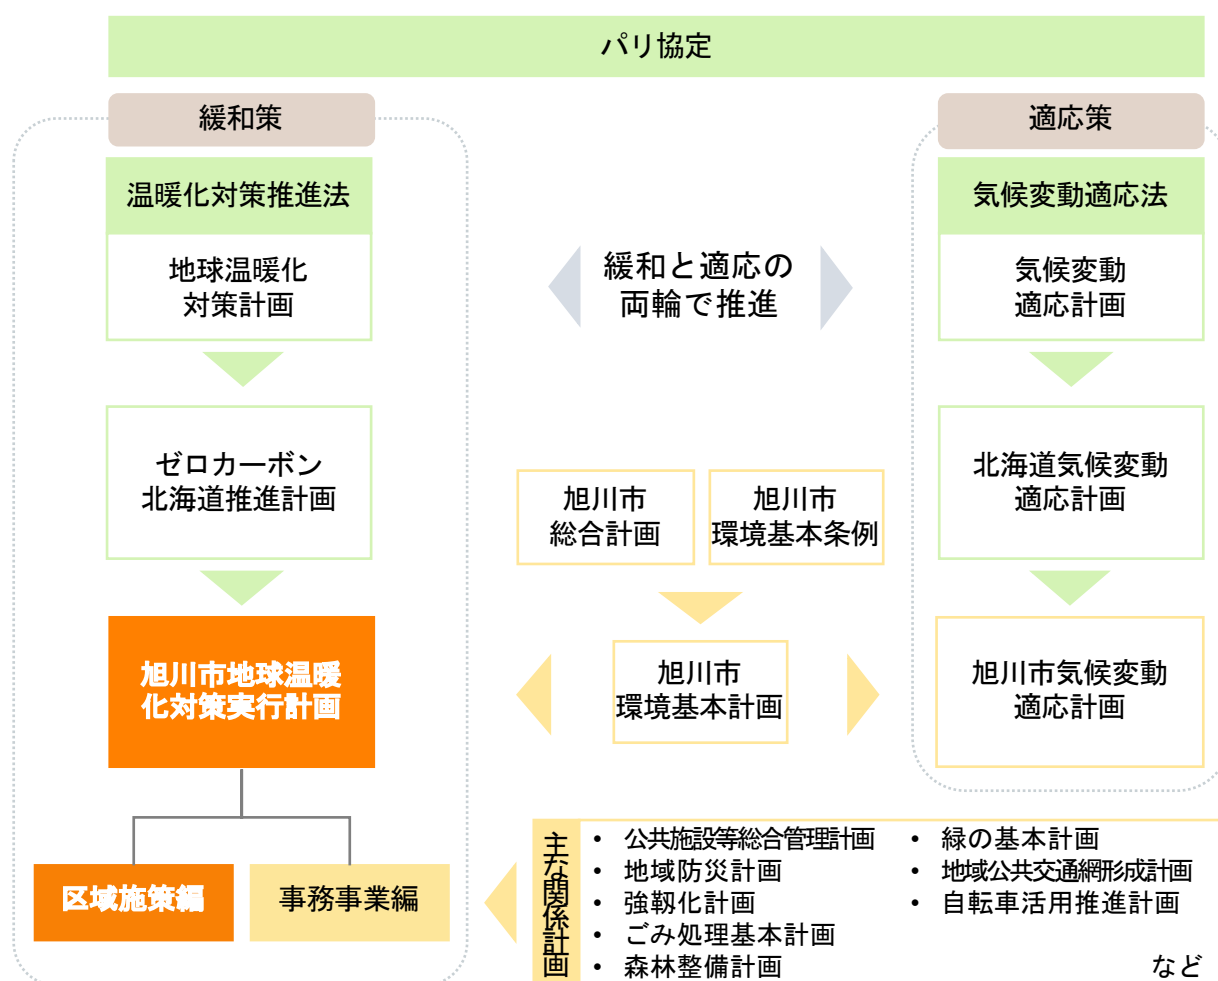 パリ協定
緩和策
適応策
温暖化対策推進法
気候変動適応法
地球温暖化
対策計画
緩和と適応の
両輪で推進
気候変動
適応計画
ゼロカーボン
北海道推進計画
北海道気候変動
適応計画
旭川市
総合計画
旭川市
環境基本条例
旭川市地球温暖
化対策実行計画
旭川市
環境基本計画
旭川市気候変動
適応計画
区域施策編
事務事業編
主な関係計画
• 公共施設等総合管理計画
• 地域防災計画
• 強靱化計画
• ごみ処理基本計画
• 森林整備計画
• 緑の基本計画
• 地域公共交通網形成計画
• 自転車活用推進計画
など